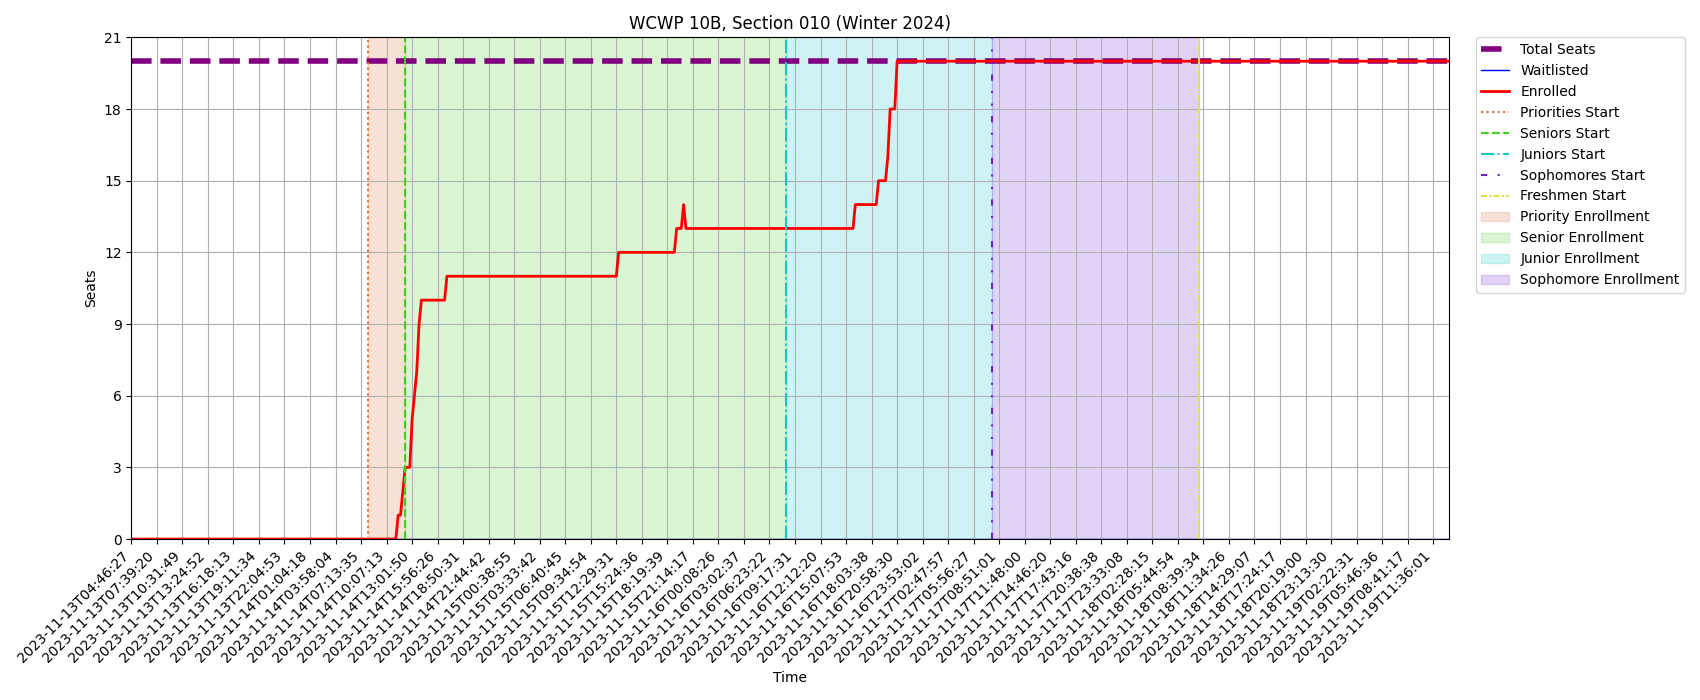 WCWP 10B, Section 010 (Winter 2024)
21
18
15
12
9
6
3
0
Seats
2023-11-13T04:46:27
2023-11-13T07:39:20
2023-11-13T10:31:49
2023-11-13T13:24:52
2023-11-13T16:18:13
2023-11-13T19:11:34
2023-11-13T22:04:53
2023-11-14T01:04:18
2023-11-14T03:58:04
2023-11-14T07:13:35
2023-11-14T10:07:13
2023-11-14T13:01:50
2023-11-14T15:56:26
2023-11-14T18:50:31
2023-11-14T21:44:42
2023-11-15T00:38:55
2023-11-15T03:33:42
2023-11-15T06:40:45
2023-11-15T09:34:54
2023-11-15T12:29:31
2023-11-15T15:24:36
2023-11-15T18:19:39
2023-11-15T21:14:17
2023-11-16T00:08:26
2023-11-16T03:02:37
2023-11-16T06:23:22
2023-11-16T09:17:31
2023-11-16T12:12:20
2023-11-16T15:07:53
2023-11-16T18:03:38
2023-11-16T20:58:30
2023-11-16T23:53:02
2023-11-17T02:47:57
2023-11-17T05:56:27
2023-11-17T08:51:01
2023-11-17T11:48:00
2023-11-17T14:46:20
2023-11-17T17:43:16
2023-11-17T20:38:38
2023-11-17T23:33:08
2023-11-18T02:28:15
2023-11-18T05:44:54
2023-11-18T08:39:34
2023-11-18T11:34:26
2023-11-18T14:29:07
2023-11-18T17:24:17
2023-11-18T20:19:00
2023-11-18T23:13:30
2023-11-19T02:22:31
2023-11-19T05:46:36
2023-11-19T08:41:17
2023-11-19T11:36:01
Time
Total Seats
Waitlisted
Enrolled
Priorities Start
Seniors Start
Juniors Start
Sophomores Start
Freshmen Start
Priority Enrollment
Senior Enrollment
Junior Enrollment
Sophomore Enrollment